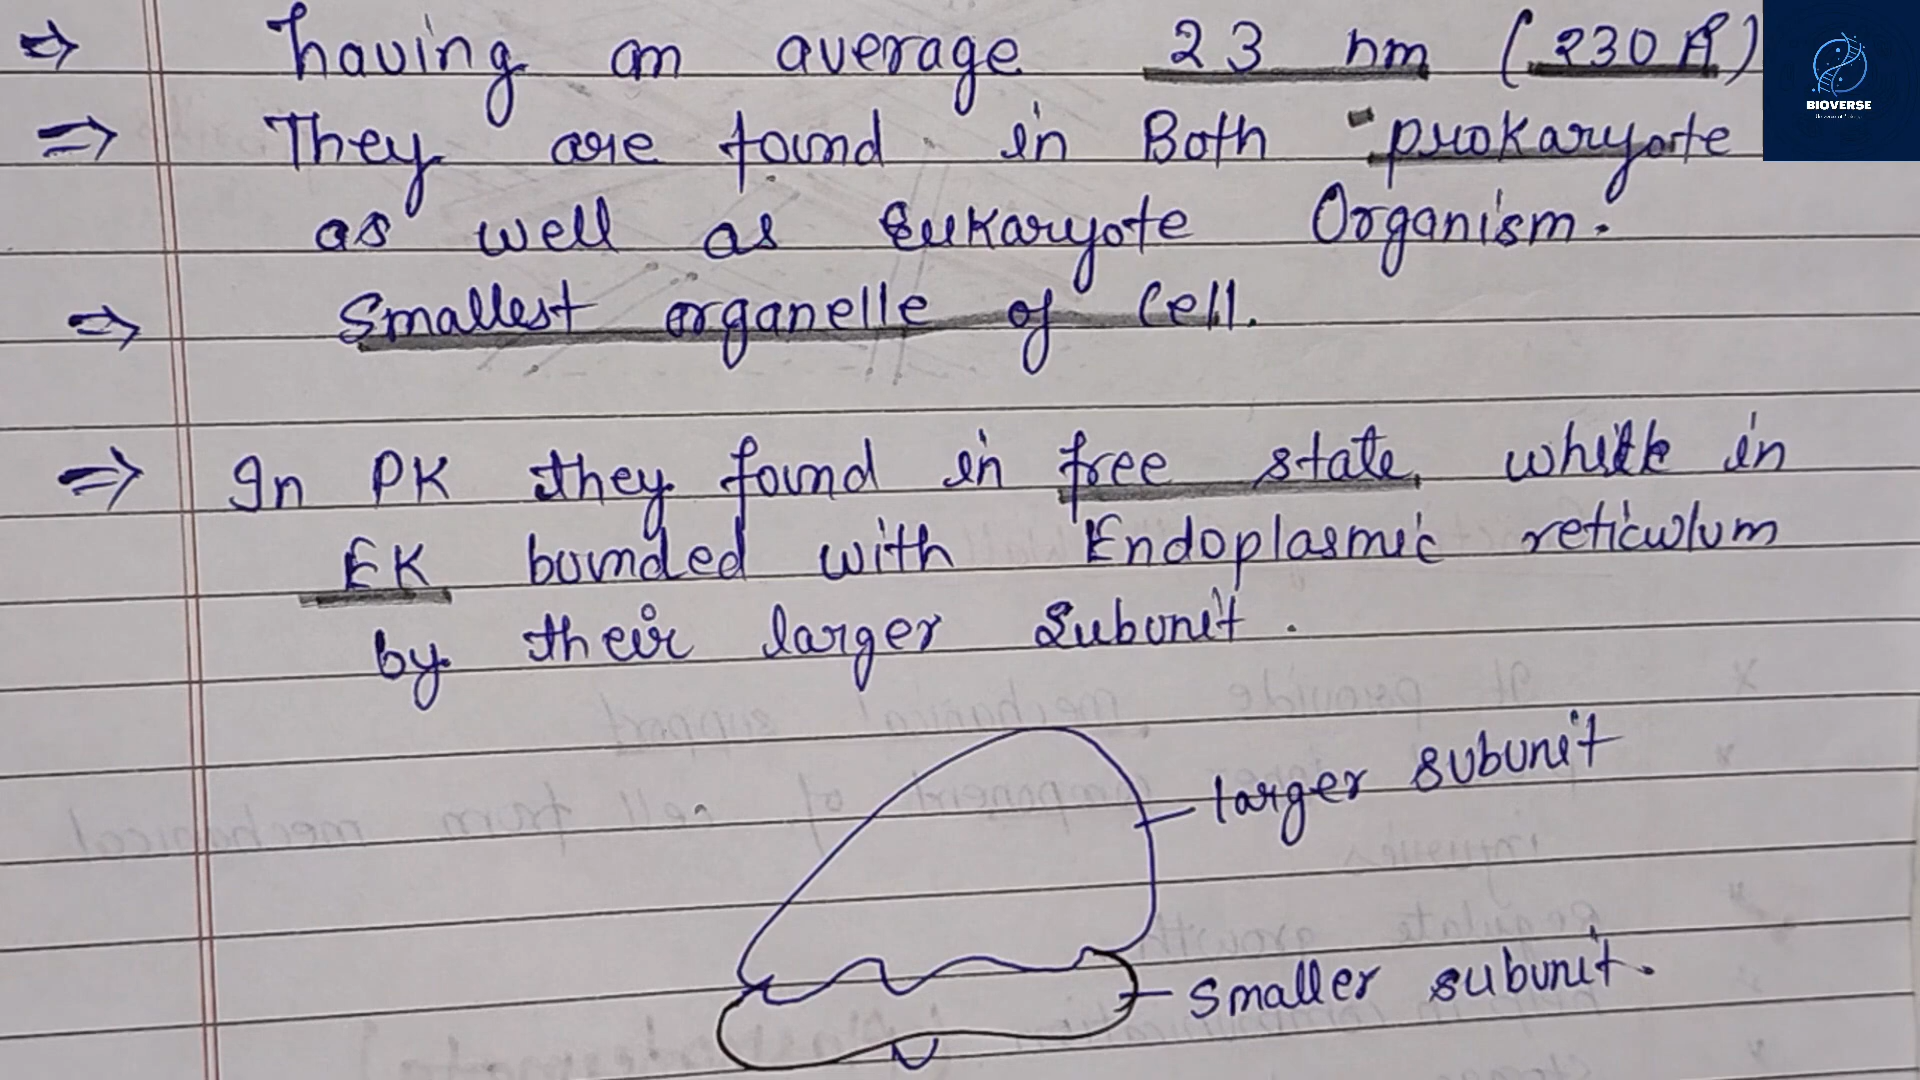 ⇒ having an average 23 nm (230 Å)
BIOVERSE
⇒ They are found in Both prokaryote
as well as Eukaryote Organism.
⇒ Smallest organelle of Cell.
⇒ In PK they found in free state, while in
EK bounded with Endoplasmic reticulum
by their larger Subunit.
larger subunit
smaller subunit.